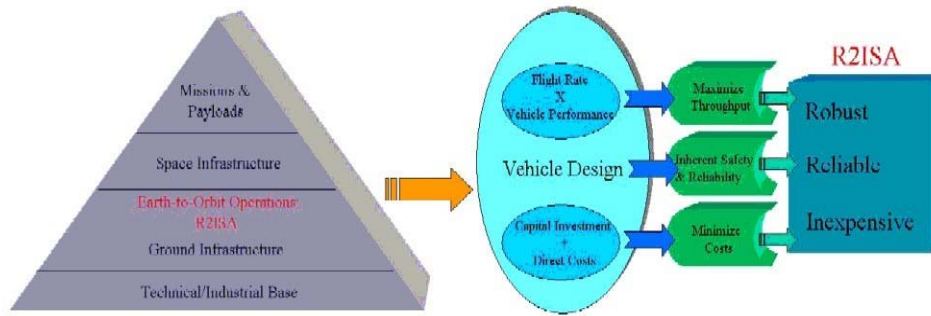 Missions &
Payloads
Space Infrastructure
Earth-to-Orbit Operations:
R2ISA
Ground Infrastructure
Technical/Industrial Base
Flight Rate
X
Vehicle Performance
Vehicle Design
Capital Investment
+
Direct Costs
Maximize
Throughput
Inherent Safety
& Reliability
Minimize
Costs
R2ISA
Robust
Reliable
Inexpensive